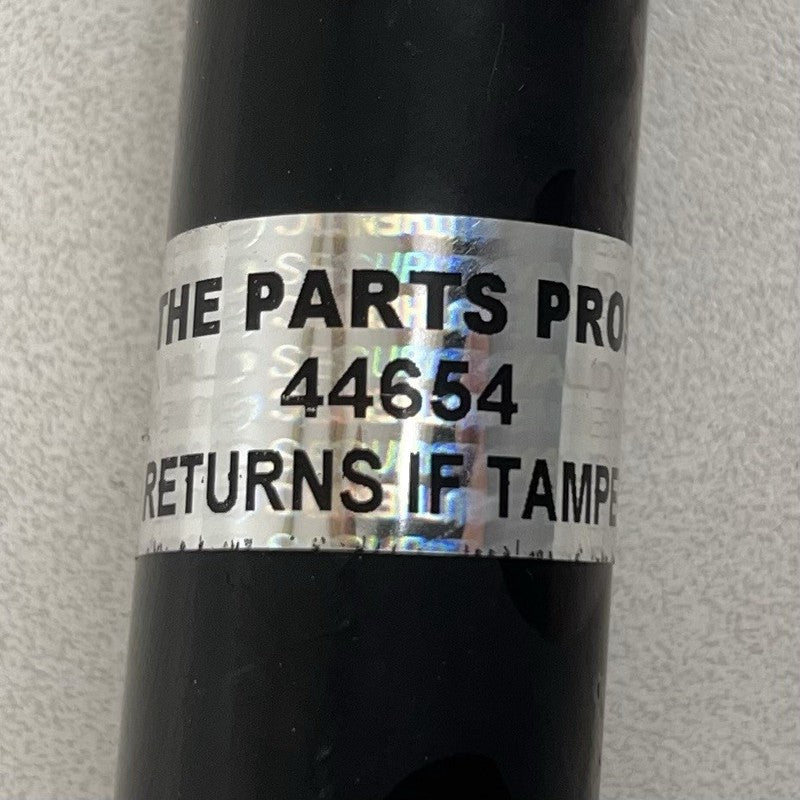 THE PARTS PRO
44654
RETURNS IF TAMPE